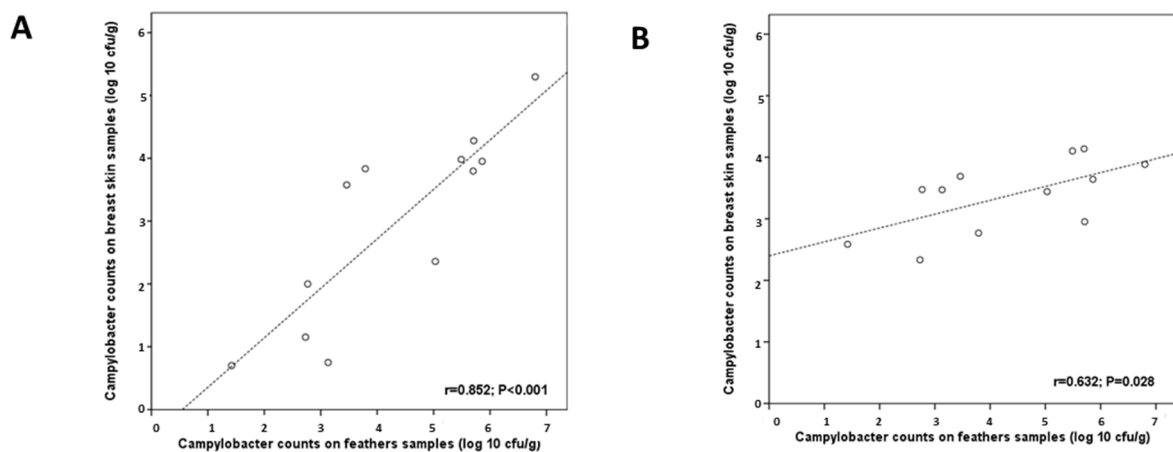 A
Campylobacter counts on breast skin samples (log 10 cfu/g)
6
5
4
3
2
1
0
r=0.852; P<0.001
0 1 2 3 4 5 6 7
Campylobacter counts on feathers samples (log 10 cfu/g)
B
Campylobacter counts on breast skin samples (log 10 cfu/g)
6
5
4
3
2
1
0
r=0.632; P=0.028
0 1 2 3 4 5 6 7
Campylobacter counts on feathers samples (log 10 cfu/g)